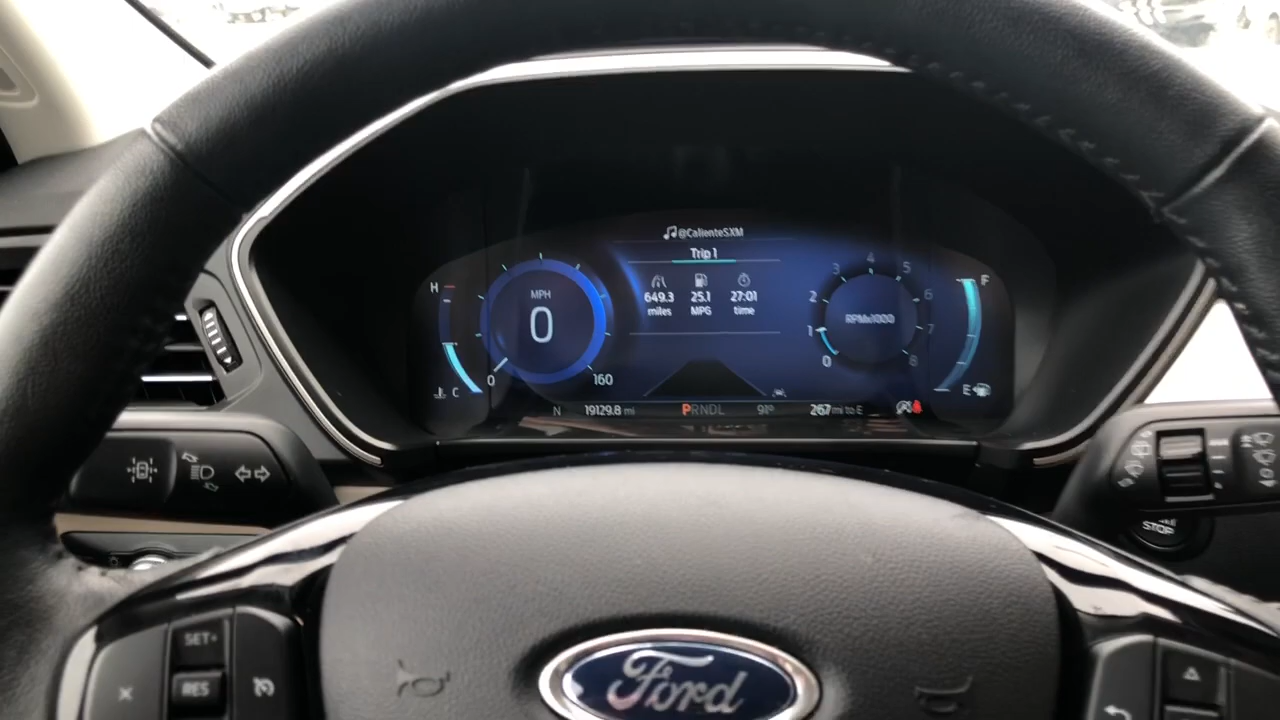 @CalienteSXM
Trip 1
649.3 25.1 27:01
miles MPG time
H
MPH
0
0 160
C
4
3 5
2 6
RPMx1000
1 7
0 8
F
E
N 19129.8 mi PRNDL 91° 267 mi to E
STOP
SET+
RES
Ford